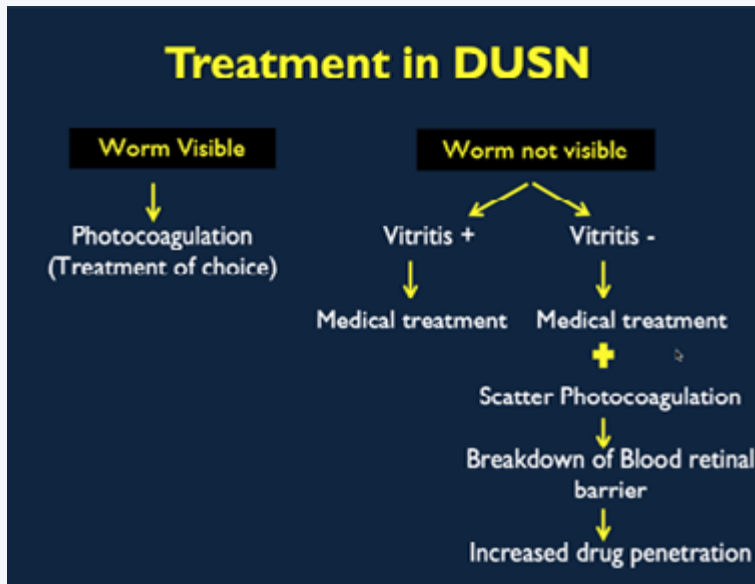 Treatment in DUSN
Worm Visible
Photocoagulation
(Treatment of choice)
Worm not visible
Vitritis +
Medical treatment
Vitritis -
Medical treatment
Scatter Photocoagulation
Breakdown of Blood retinal
barrier
Increased drug penetration